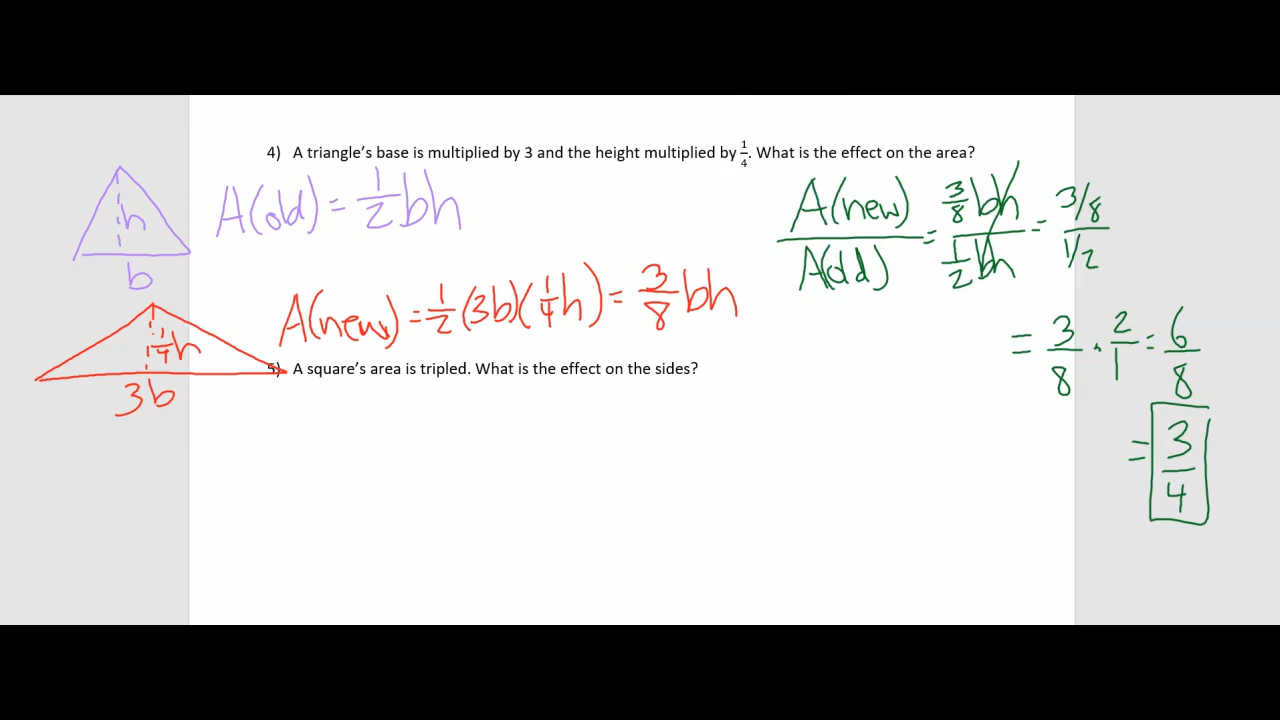 4) A triangle's base is multiplied by 3 and the height multiplied by 1/4. What is the effect on the area?
h
b
A(old) = 1/2 bh
A(new)/A(old) = 3/8 bh / 1/2 bh = 3/8 / 1/2
1/4 h
3b
A(new) = 1/2 (3b)(1/4 h) = 3/8 bh
= 3/8 · 2/1 = 6/8
= 3/4
5) A square's area is tripled. What is the effect on the sides?